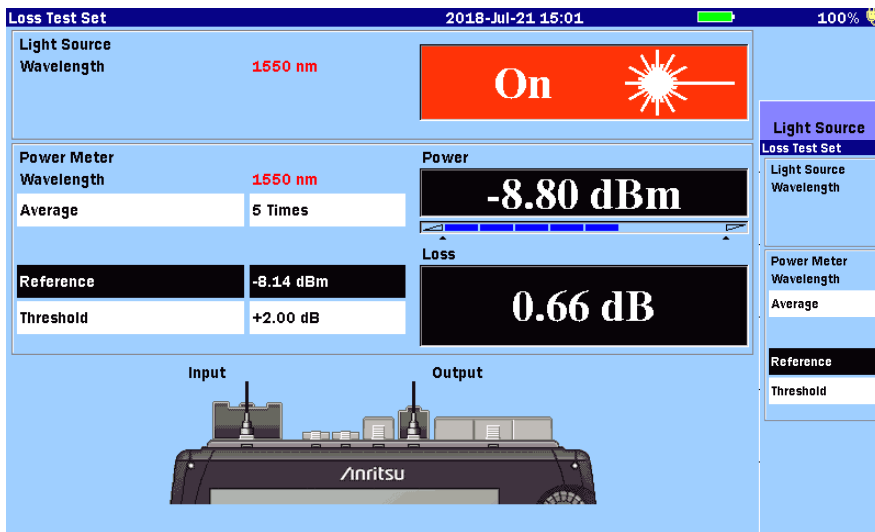 Loss Test Set 2018-Jul-21 15:01 100%
Light Source
Wavelength 1550 nm
On
Power Meter
Wavelength 1550 nm
Average 5 Times
Reference -8.14 dBm
Threshold +2.00 dB
Power
-8.80 dBm
Loss
0.66 dB
Input Output
Anritsu
Light Source
Loss Test Set
Light Source
Wavelength
Power Meter
Wavelength
Average
Reference
Threshold